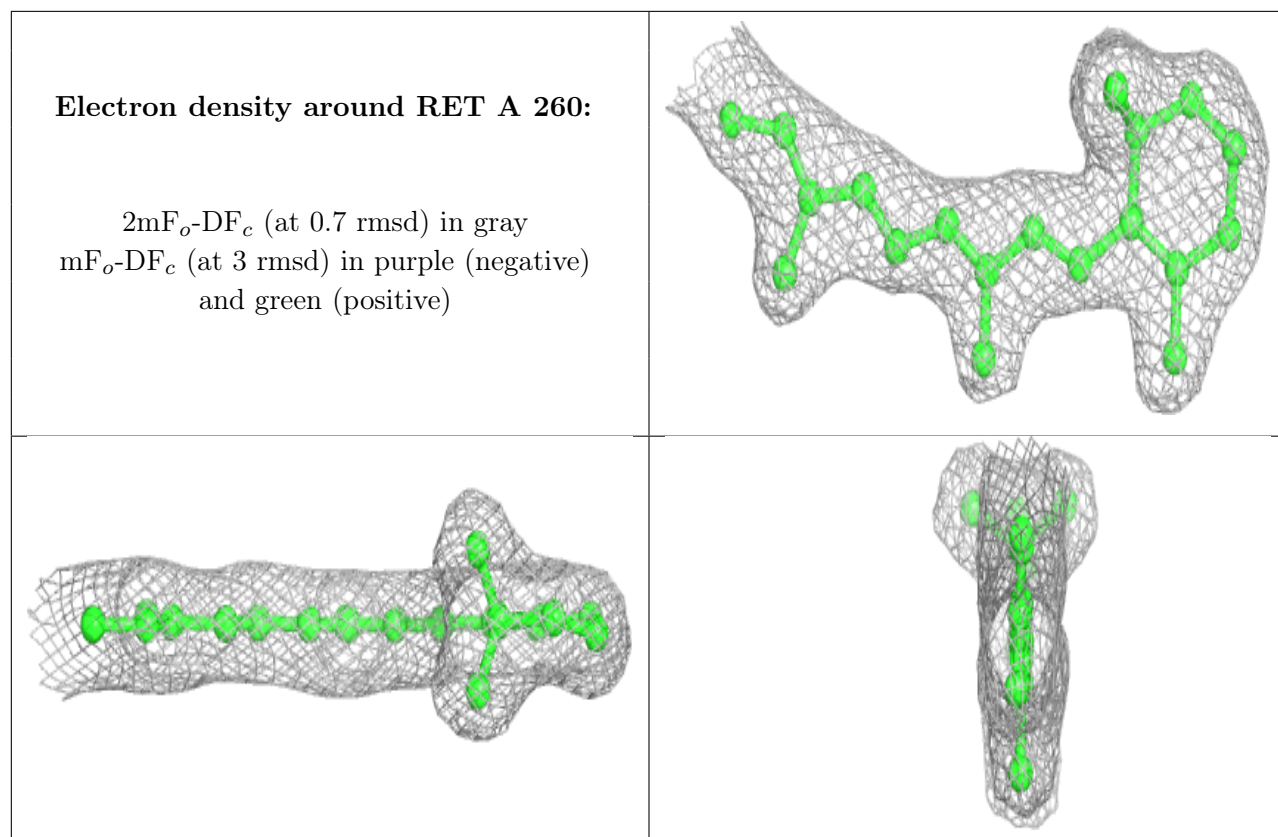 Electron density around RET A 260:
2mFo-DFc (at 0.7 rmsd) in gray
mFo-DFc (at 3 rmsd) in purple (negative)
and green (positive)